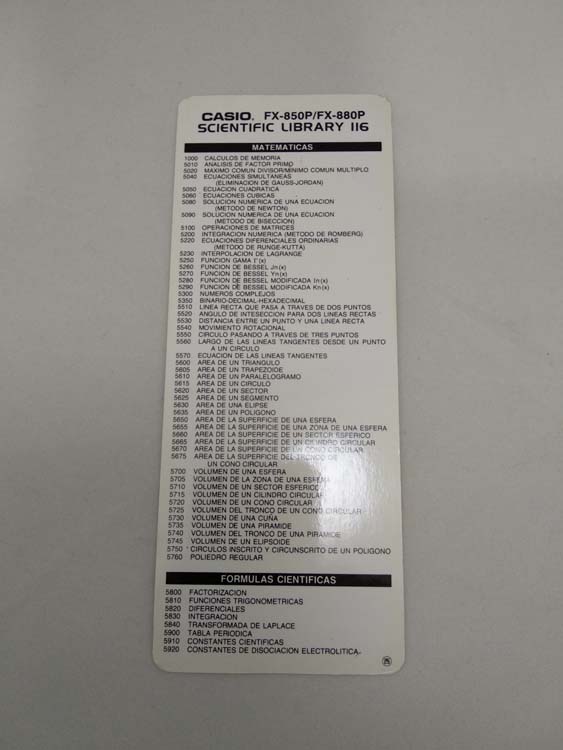 CASIO. FX-850P/FX-880P
SCIENTIFIC LIBRARY 116
MATEMATICAS
1000 CALCULOS DE MEMORIA
5010 ANALISIS DE FACTOR PRIMO
5020 MAXIMO COMUN DIVISOR/MINIMO COMUN MULTIPLO
5040 ECUACIONES SIMULTANEAS
(ELIMINACION DE GAUSS-JORDAN)
5050 ECUACION CUADRATICA
5060 ECUACIONES CUBICAS
5080 SOLUCION NUMERICA DE UNA ECUACION
(METODO DE NEWTON)
5090 SOLUCION NUMERICA DE UNA ECUACION
(METODO DE BISECCION)
5100 OPERACIONES DE MATRICES
5200 INTEGRACION NUMERICA (METODO DE ROMBERG)
5220 ECUACIONES DIFERENCIALES ORDINARIAS
(METODO DE RUNGE-KUTTA)
5230 INTERPOLACION DE LAGRANGE
5250 FUNCION GAMA Γ(x)
5260 FUNCION DE BESSEL Jn(x)
5270 FUNCION DE BESSEL Yn(x)
5280 FUNCION DE BESSEL MODIFICADA In(x)
5290 FUNCION DE BESSEL MODIFICADA Kn(x)
5300 NUMEROS COMPLEJOS
5350 BINARIO-DECIMAL-HEXADECIMAL
5510 LINEA RECTA QUE PASA A TRAVES DE DOS PUNTOS
5520 ANGULO DE INTESECCION PARA DOS LINEAS RECTAS
5530 DISTANCIA ENTRE UN PUNTO Y UNA LINEA RECTA
5540 MOVIMIENTO ROTACIONAL
5550 CIRCULO PASANDO A TRAVES DE TRES PUNTOS
5560 LARGO DE LAS LINEAS TANGENTES DESDE UN PUNTO
A UN CIRCULO
5570 ECUACION DE LAS LINEAS TANGENTES
5600 AREA DE UN TRIANGULO
5605 AREA DE UN TRAPEZOIDE
5610 AREA DE UN PARALELOGRAMO
5615 AREA DE UN CIRCULO
5620 AREA DE UN SECTOR
5625 AREA DE UN SEGMENTO
5630 AREA DE UNA ELIPSE
5635 AREA DE UN POLIGONO
5650 AREA DE LA SUPERFICIE DE UNA ESFERA
5655 AREA DE LA SUPERFICIE DE UNA ZONA DE UNA ESFERA
5660 AREA DE LA SUPERFICIE DE UN SECTOR ESFERICO
5665 AREA DE LA SUPERFICIE DE UN CILINDRO CIRCULAR
5670 AREA DE LA SUPERFICIE DE UN CONO CIRCULAR
5675 AREA DE LA SUPERFICIE DEL TRONCO DE
UN CONO CIRCULAR
5700 VOLUMEN DE UNA ESFERA
5705 VOLUMEN DE LA ZONA DE UNA ESFERA
5710 VOLUMEN DE UN SECTOR ESFERICO
5715 VOLUMEN DE UN CILINDRO CIRCULAR
5720 VOLUMEN DE UN CONO CIRCULAR
5725 VOLUMEN DEL TRONCO DE UN CONO CIRCULAR
5730 VOLUMEN DE UNA CUÑA
5735 VOLUMEN DE UNA PIRAMIDE
5740 VOLUMEN DEL TRONCO DE UNA PIRAMIDE
5745 VOLUMEN DE UN ELIPSOIDE
5750 CIRCULOS INSCRITO Y CIRCUNSCRITO DE UN POLIGONO
5760 POLIEDRO REGULAR
FORMULAS CIENTIFICAS
5800 FACTORIZACION
5810 FUNCIONES TRIGONOMETRICAS
5820 DIFERENCIALES
5830 INTEGRACION
5840 TRANSFORMADA DE LAPLACE
5900 TABLA PERIODICA
5910 CONSTANTES CIENTIFICAS
5920 CONSTANTES DE DISOCIACION ELECTROLITICA